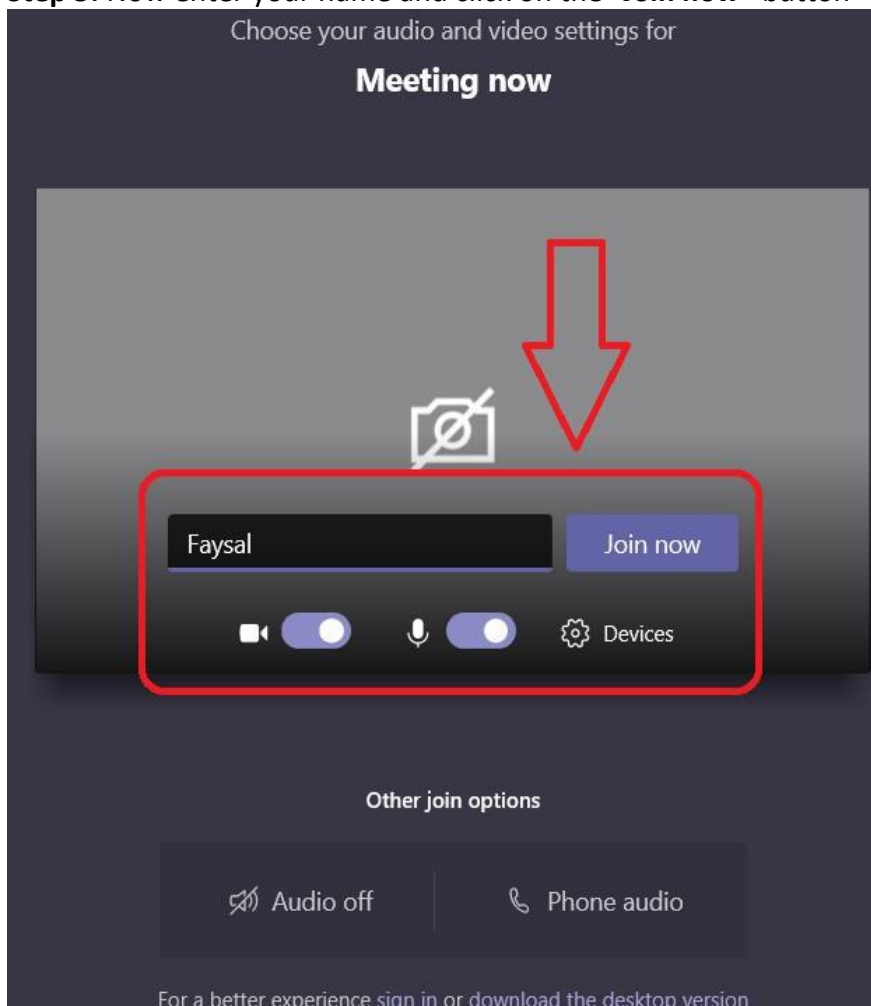 Choose your audio and video settings for
Meeting now
Faysal
Join now
Devices
Other join options
Audio off
Phone audio
For a better experience sign in or download the desktop version